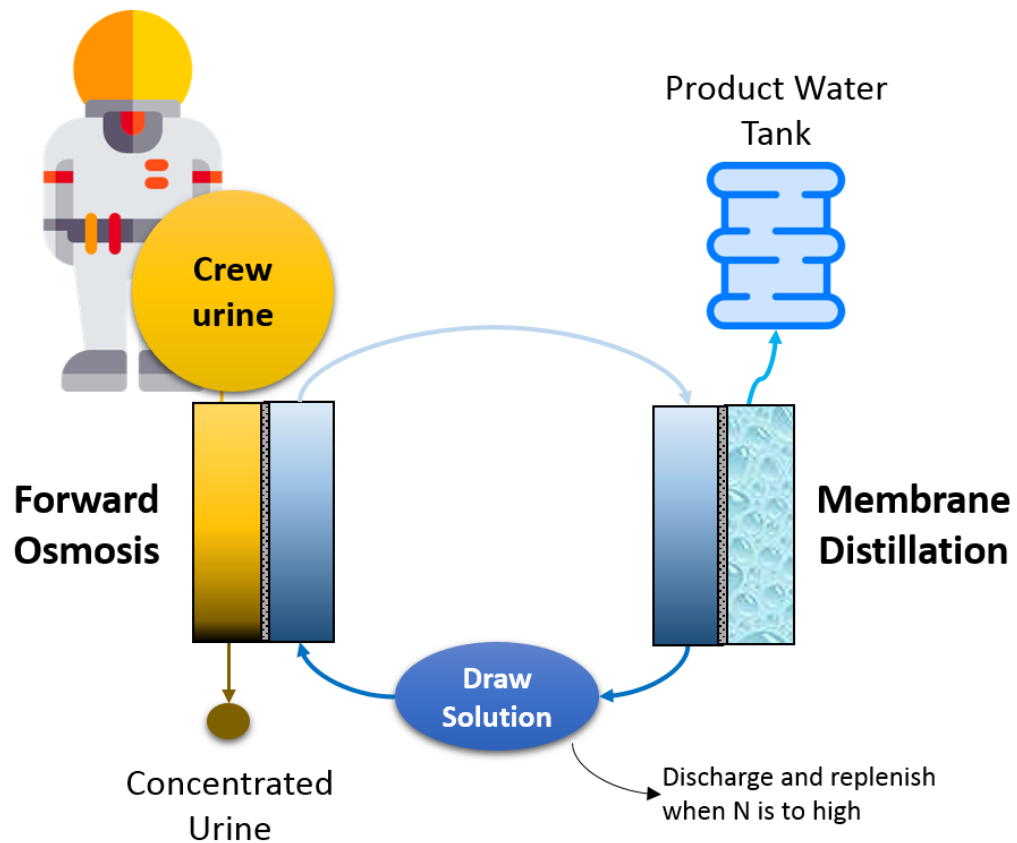 Product Water
Tank
Crew
urine
Forward
Osmosis
Membrane
Distillation
Draw
Solution
Concentrated
Urine
Discharge and replenish
when N is to high